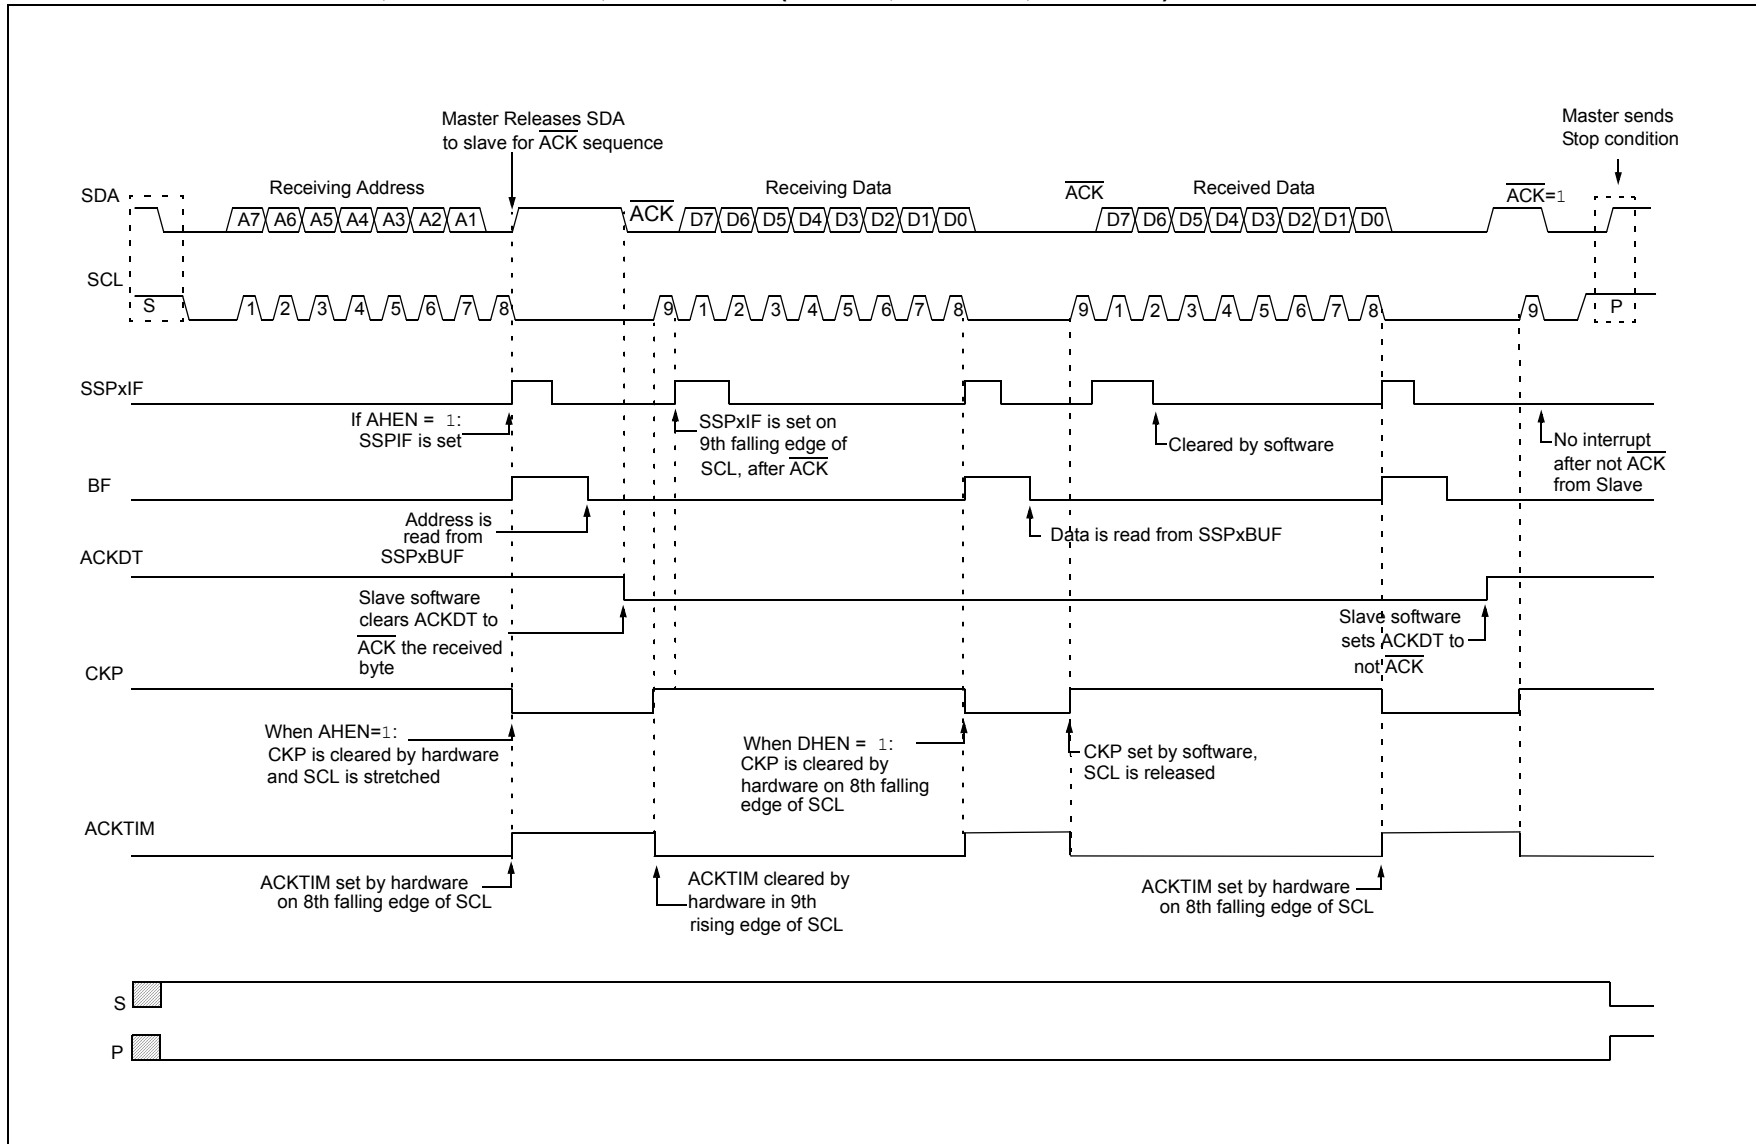 Master Releases SDA
to slave for ACK sequence
Master sends
Stop condition
SDA
Receiving Address
ACK
Receiving Data
ACK
Received Data
ACK=1
A7 A6 A5 A4 A3 A2 A1
D7 D6 D5 D4 D3 D2 D1 D0
D7 D6 D5 D4 D3 D2 D1 D0
SCL
S
1 2 3 4 5 6 7 8
9 1 2 3 4 5 6 7 8
9 1 2 3 4 5 6 7 8
9
P
SSPxIF
If AHEN = 1:
SSPIF is set
SSPxIF is set on
9th falling edge of
SCL, after ACK
Cleared by software
No interrupt
after not ACK
from Slave
BF
Address is
read from
SSPxBUF
Data is read from SSPxBUF
ACKDT
Slave software
clears ACKDT to
ACK the received
byte
Slave software
sets ACKDT to
not ACK
CKP
When AHEN=1:
CKP is cleared by hardware
and SCL is stretched
When DHEN = 1:
CKP is cleared by
hardware on 8th falling
edge of SCL
CKP set by software,
SCL is released
ACKTIM
ACKTIM set by hardware
on 8th falling edge of SCL
ACKTIM cleared by
hardware in 9th
rising edge of SCL
ACKTIM set by hardware
on 8th falling edge of SCL
S
P